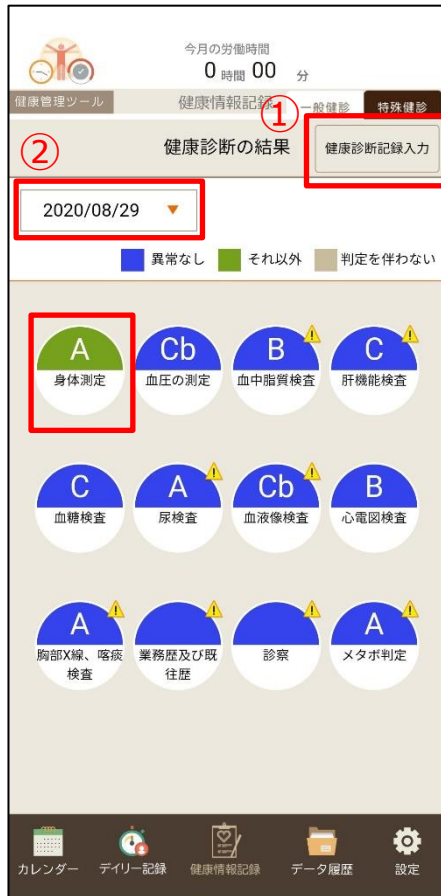 今月の労働時間
0 時間 00 分
健康管理ツール 健康情報記録 一般健診 特殊健診
①
② 健康診断の結果 健康診断記録入力
2020/08/29 ▼
異常なし それ以外 判定を伴わない
A Cb B C
身体測定 血圧の測定 血中脂質検査 肝機能検査
C A Cb B
血糖検査 尿検査 血液像検査 心電図検査
A A
胸部X線、喀痰 業務歴及び既 診察 メタボ判定
検査 往歴
カレンダー デイリー記録 健康情報記録 データ履歴 設定